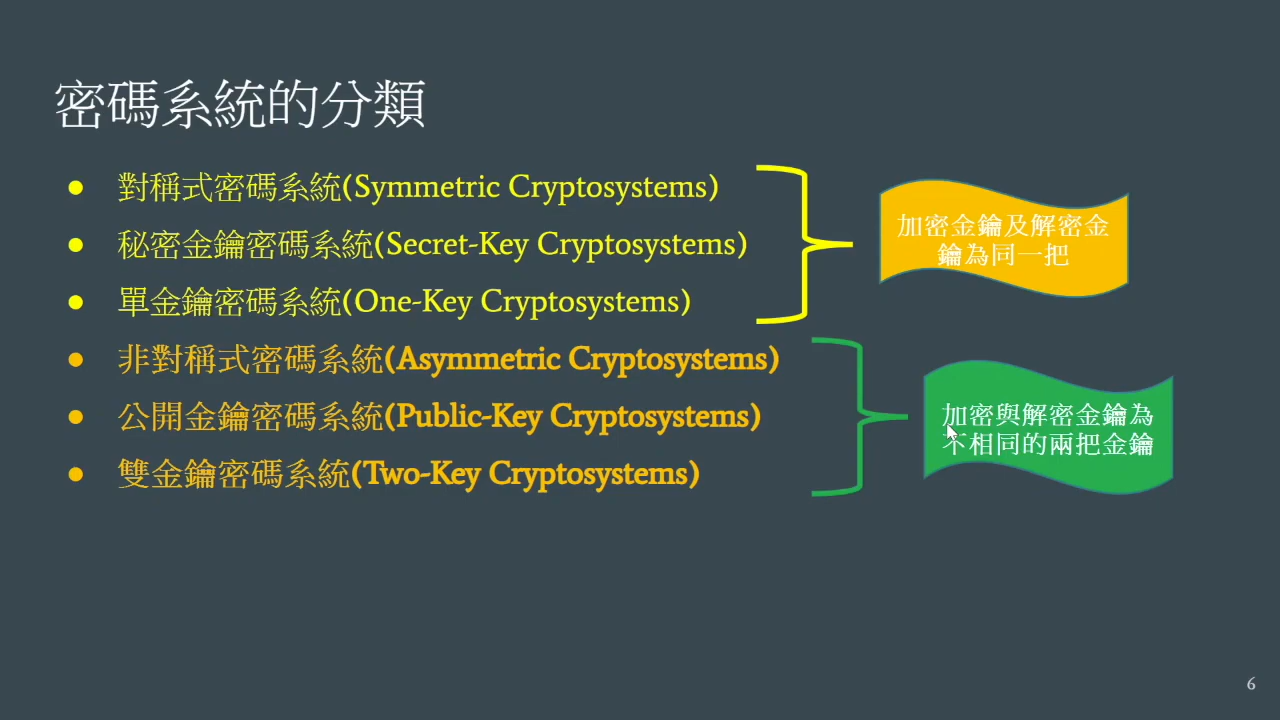 密碼系統的分類
● 對稱式密碼系統(Symmetric Cryptosystems)
● 秘密金鑰密碼系統(Secret-Key Cryptosystems)
● 單金鑰密碼系統(One-Key Cryptosystems)
加密金鑰及解密金
鑰為同一把
● 非對稱式密碼系統(Asymmetric Cryptosystems)
● 公開金鑰密碼系統(Public-Key Cryptosystems)
● 雙金鑰密碼系統(Two-Key Cryptosystems)
加密與解密金鑰為
不相同的兩把金鑰
6